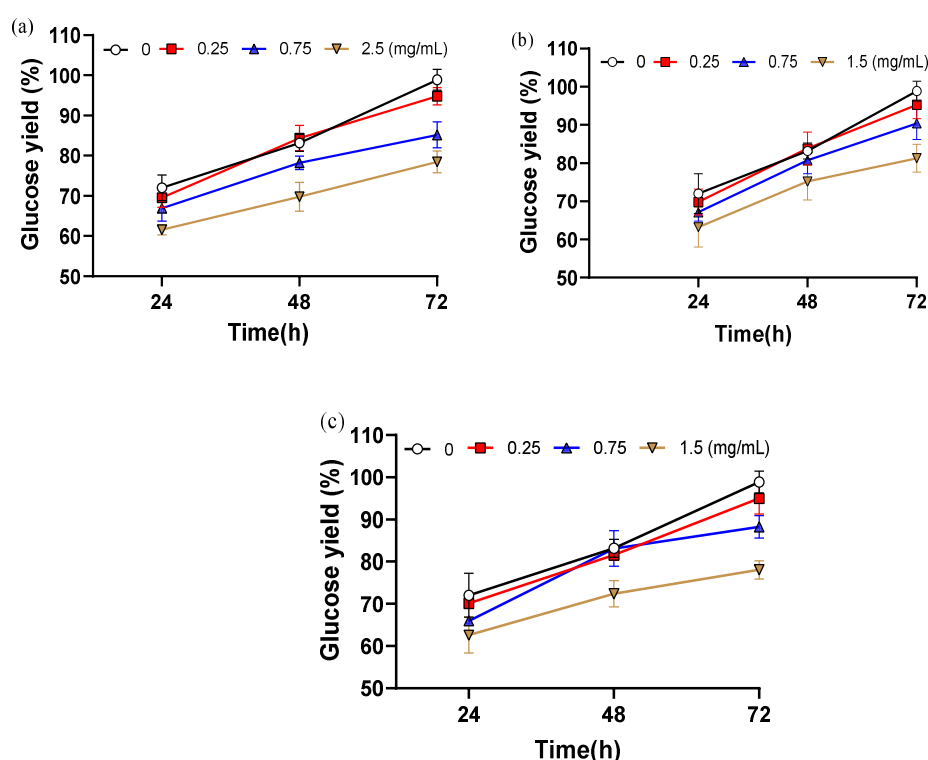 (a)
0 0.25 0.75 2.5 (mg/mL)
Glucose yield (%)
110
100
90
80
70
60
50
24 48 72
Time(h)
(b)
0 0.25 0.75 1.5 (mg/mL)
Glucose yield (%)
110
100
90
80
70
60
50
24 48 72
Time(h)
(c)
0 0.25 0.75 1.5 (mg/mL)
Glucose yield (%)
110
100
90
80
70
60
50
24 48 72
Time(h)